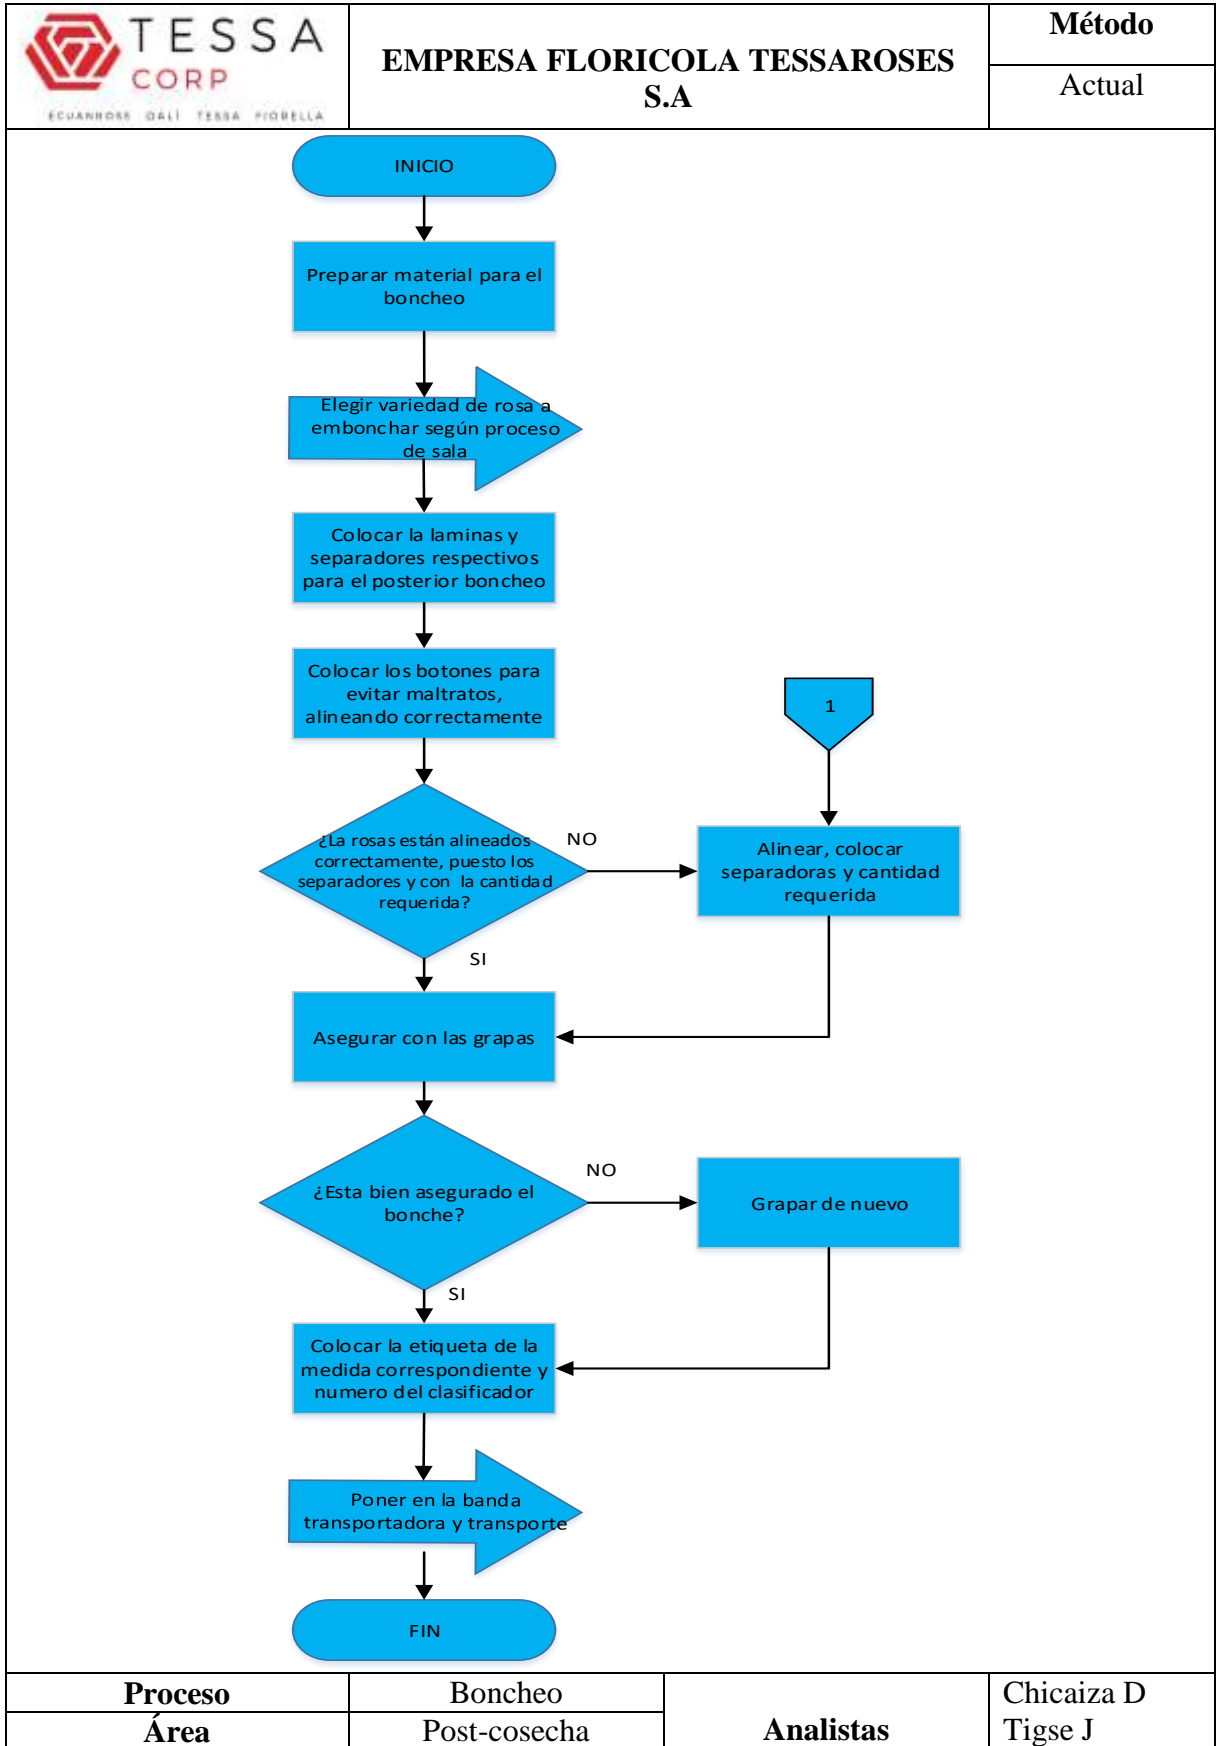 TESSA
CORP
ECUANROSS DALÍ TESSA FIORELLA
EMPRESA FLORICOLA TESSAROSES
S.A
Método
Actual
INICIO
Preparar material para el
boncheo
Elegir variedad de rosa a
embonchar según proceso
de sala
Colocar la laminas y
separadores respectivos
para el posterior boncheo
Colocar los botones para
evitar maltratos,
alineando correctamente
1
¿La rosas están alineados
correctamente, puesto los
separadores y con la cantidad
requerida?
NO
Alinear, colocar
separadoras y cantidad
requerida
SI
Asegurar con las grapas
¿Esta bien asegurado el
bonche?
NO
Grapar de nuevo
SI
Colocar la etiqueta de la
medida correspondiente y
numero del clasificador
Poner en la banda
transportadora y transporte
FIN
Proceso
Boncheo
Área
Post-cosecha
Analistas
Chicaiza D
Tigse J